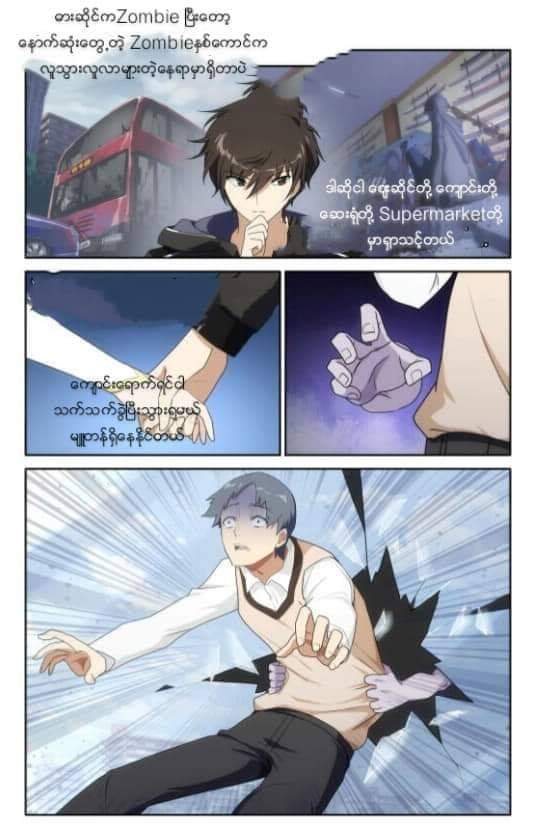 ဓားဆိုင်ကZombie ပြီးတော့
နောက်ဆုံးတွေ့တဲ့ Zombieနှစ်ကောင်က
လူသွားလူလာများတဲ့နေရာမှာရှိတာပဲ
ဒါဆိုငါ ဈေးဆိုင်တို့ ကျောင်းတို့
ဆေးရုံတို့ Supermarketတို့
မှာရှာသင့်တယ်
ကျောင်းရောက်ရင်ငါ
သက်သက်ခွဲပြီးသွားရမယ်
မျူတန်ရှိနေနိုင်တယ်